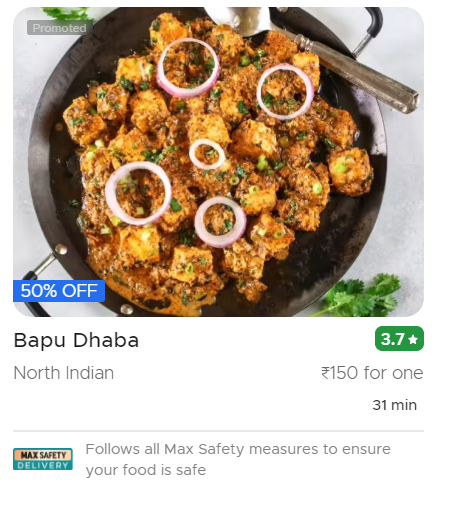 Promoted
50% OFF
Bapu Dhaba
3.7★
North Indian
₹150 for one
31 min
MAX SAFETY
DELIVERY
Follows all Max Safety measures to ensure
your food is safe